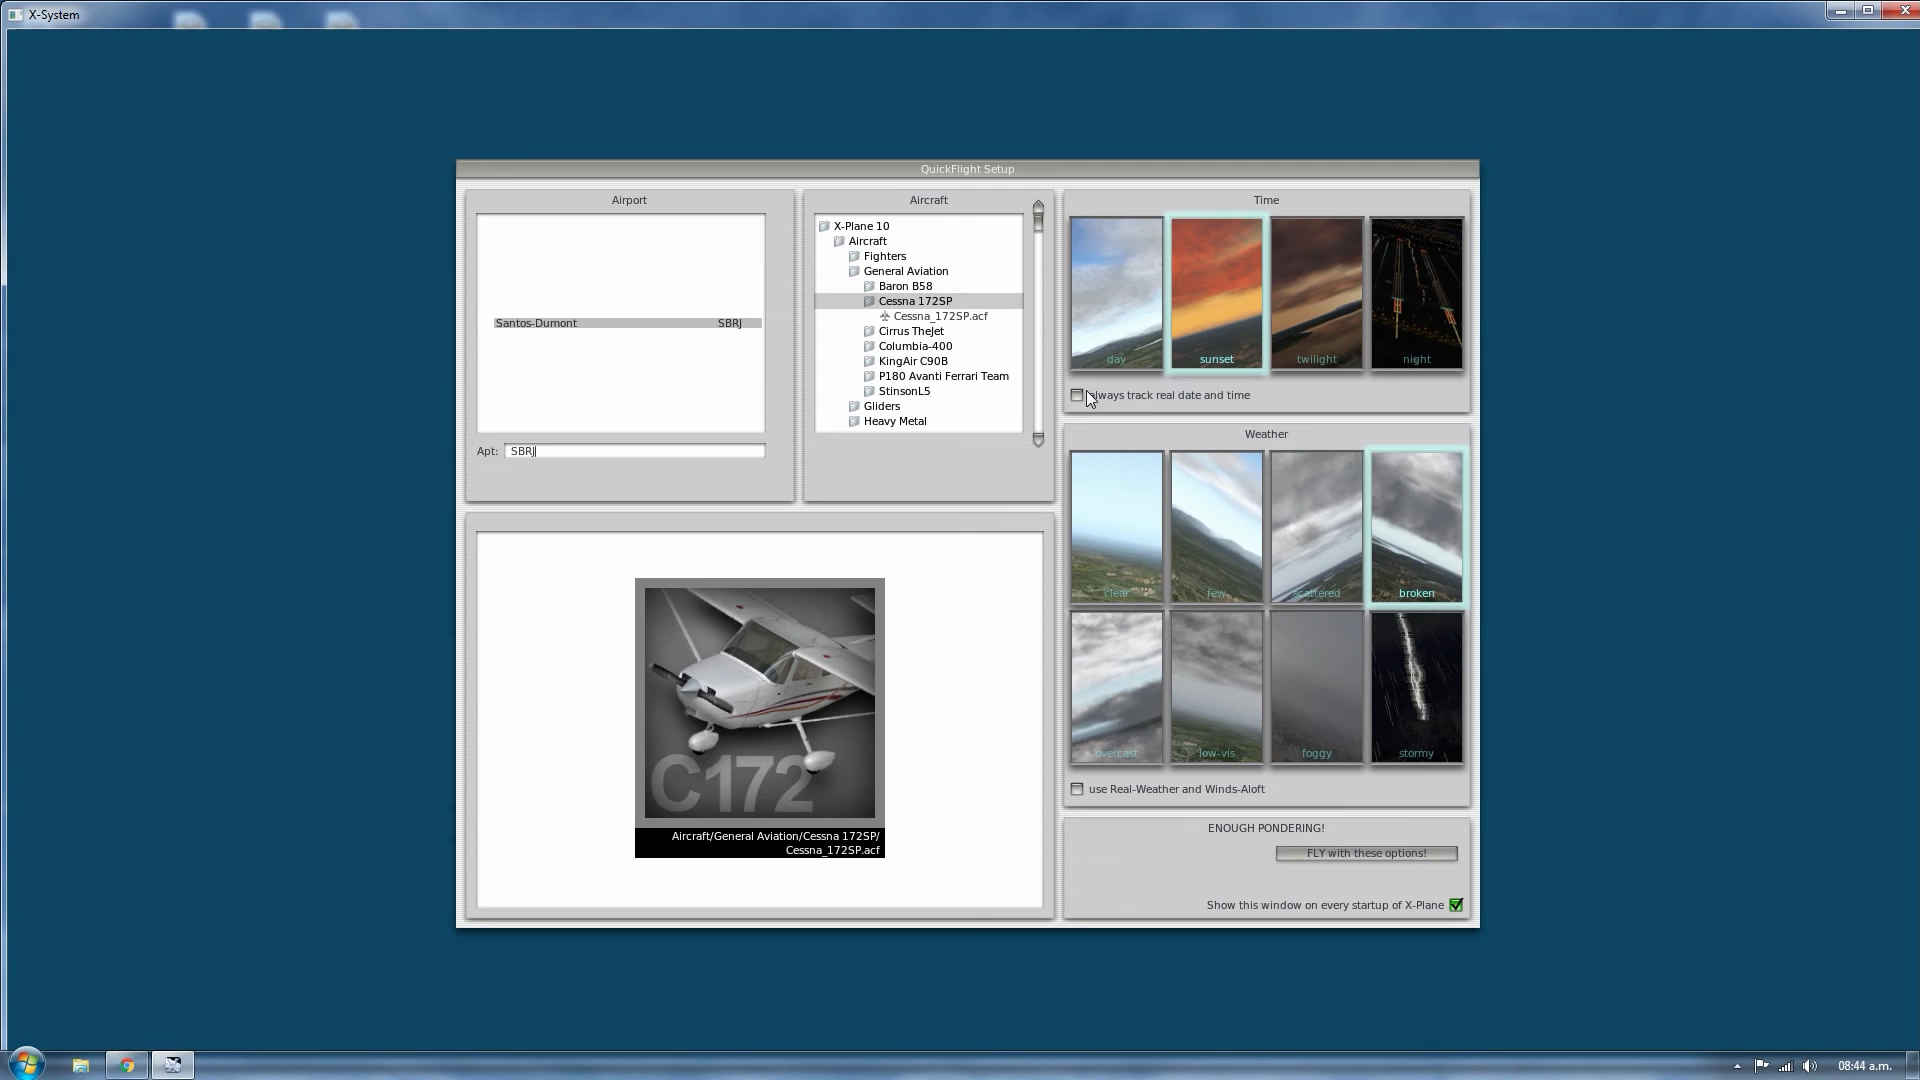 X-System
QuickFlight Setup
Airport
Santos-Dumont SBRJ
Apt: SBRJ
Aircraft
X-Plane 10
Aircraft
Fighters
General Aviation
Baron B58
Cessna 172SP
Cessna_172SP.acf
Cirrus TheJet
Columbia-400
KingAir C90B
P180 Avanti Ferrari Team
StinsonL5
Gliders
Heavy Metal
C172
Aircraft/General Aviation/Cessna 172SP/
Cessna_172SP.acf
Time
day sunset twilight night
always track real date and time
Weather
clear few scattered broken
overcast low-vis foggy stormy
use Real-Weather and Winds-Aloft
ENOUGH PONDERING!
FLY with these options!
Show this window on every startup of X-Plane
08:44 a.m.